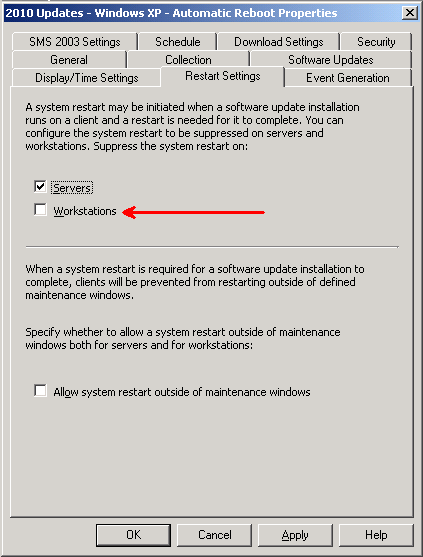 2010 Updates - Windows XP - Automatic Reboot Properties
SMS 2003 Settings
Schedule
Download Settings
Security
General
Collection
Software Updates
Display/Time Settings
Restart Settings
Event Generation
A system restart may be initiated when a software update installation
runs on a client and a restart is needed for it to complete. You can
configure the system restart to be suppressed on servers and
workstations. Suppress the system restart on:
Servers
Workstations
When a system restart is required for a software update installation to
complete, clients will be prevented from restarting outside of defined
maintenance windows.
Specify whether to allow a system restart outside of maintenance
windows both for servers and for workstations:
Allow system restart outside of maintenance windows
OK
Cancel
Apply
Help